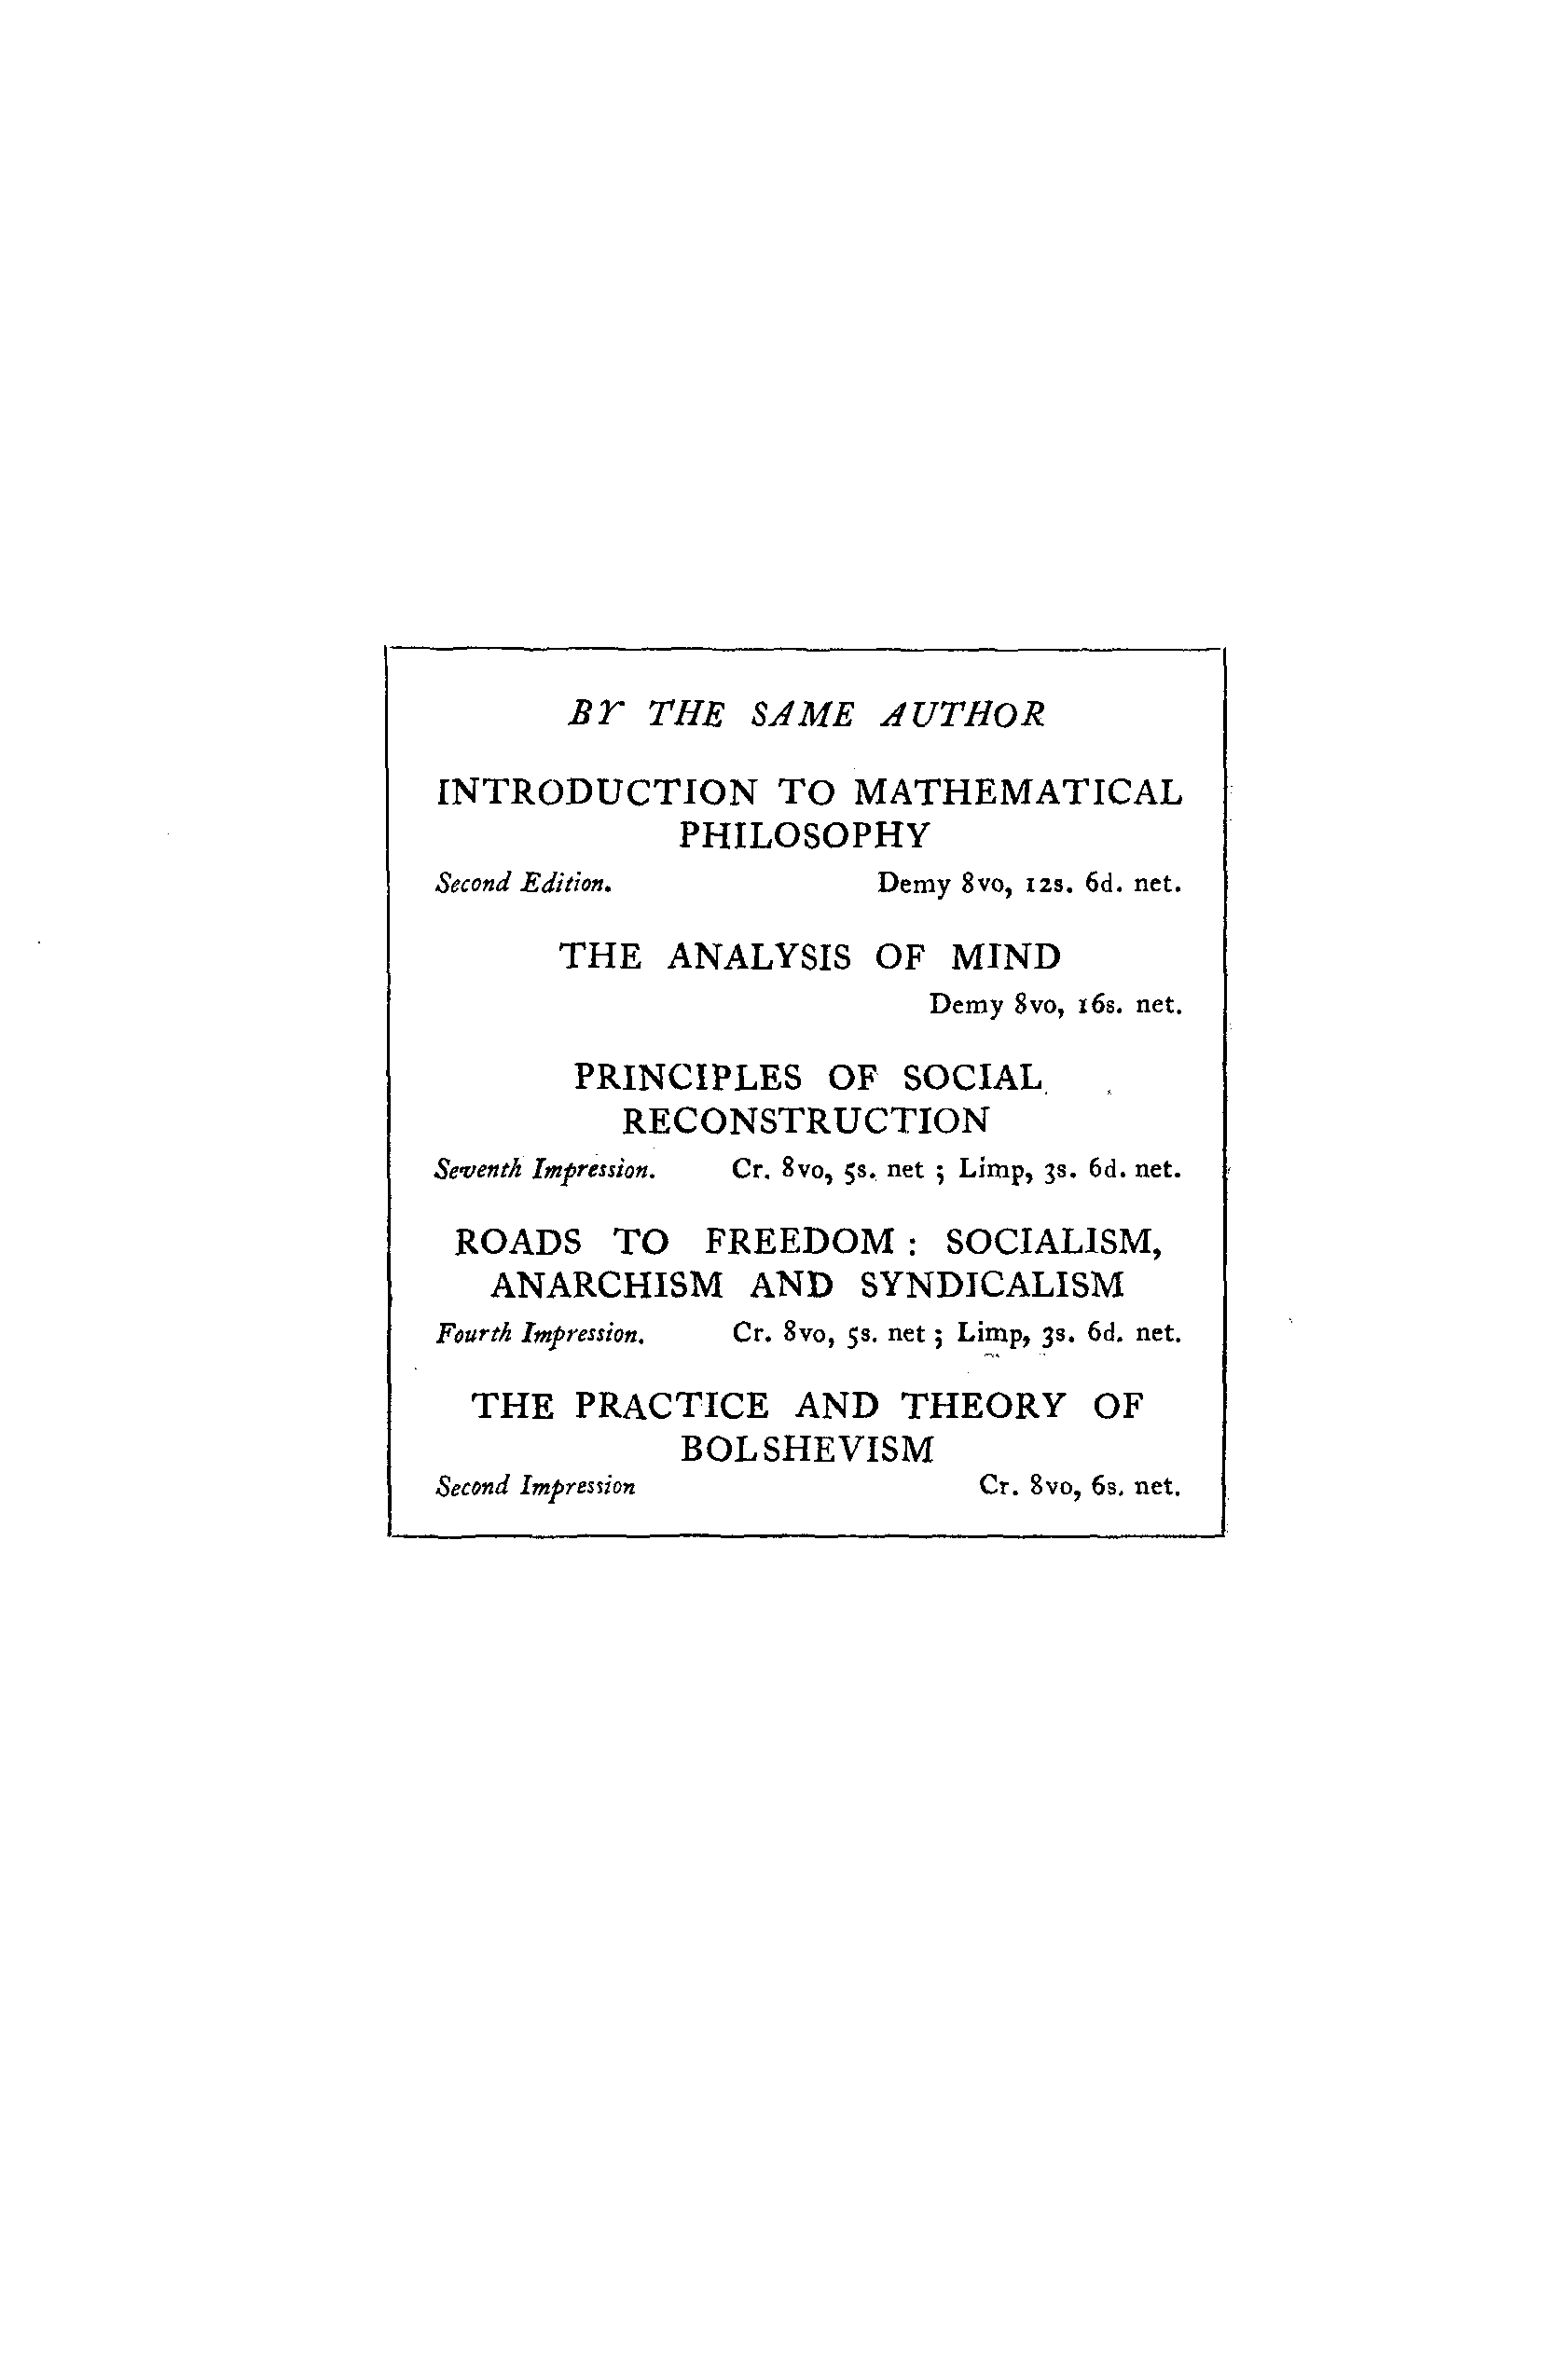 BY THE SAME AUTHOR
INTRODUCTION TO MATHEMATICAL
PHILOSOPHY
Second Edition. Demy 8vo, 12s. 6d. net.
THE ANALYSIS OF MIND
Demy 8vo, 16s. net.
PRINCIPLES OF SOCIAL
RECONSTRUCTION
Seventh Impression. Cr. 8vo, 5s. net ; Limp, 3s. 6d. net.
ROADS TO FREEDOM : SOCIALISM,
ANARCHISM AND SYNDICALISM
Fourth Impression. Cr. 8vo, 5s. net ; Limp, 3s. 6d. net.
THE PRACTICE AND THEORY OF
BOLSHEVISM
Second Impression Cr. 8vo, 6s. net.